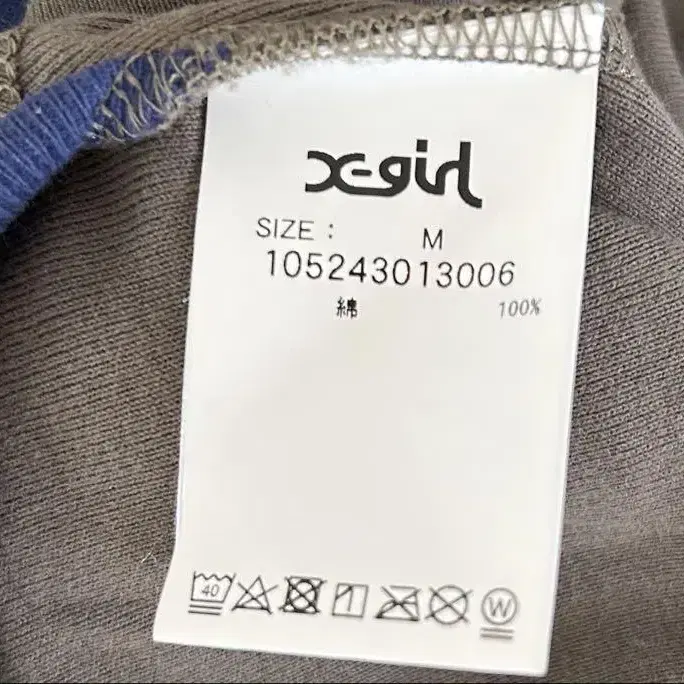 X-girl
SIZE : M
105243013006
綿 100%
40 W